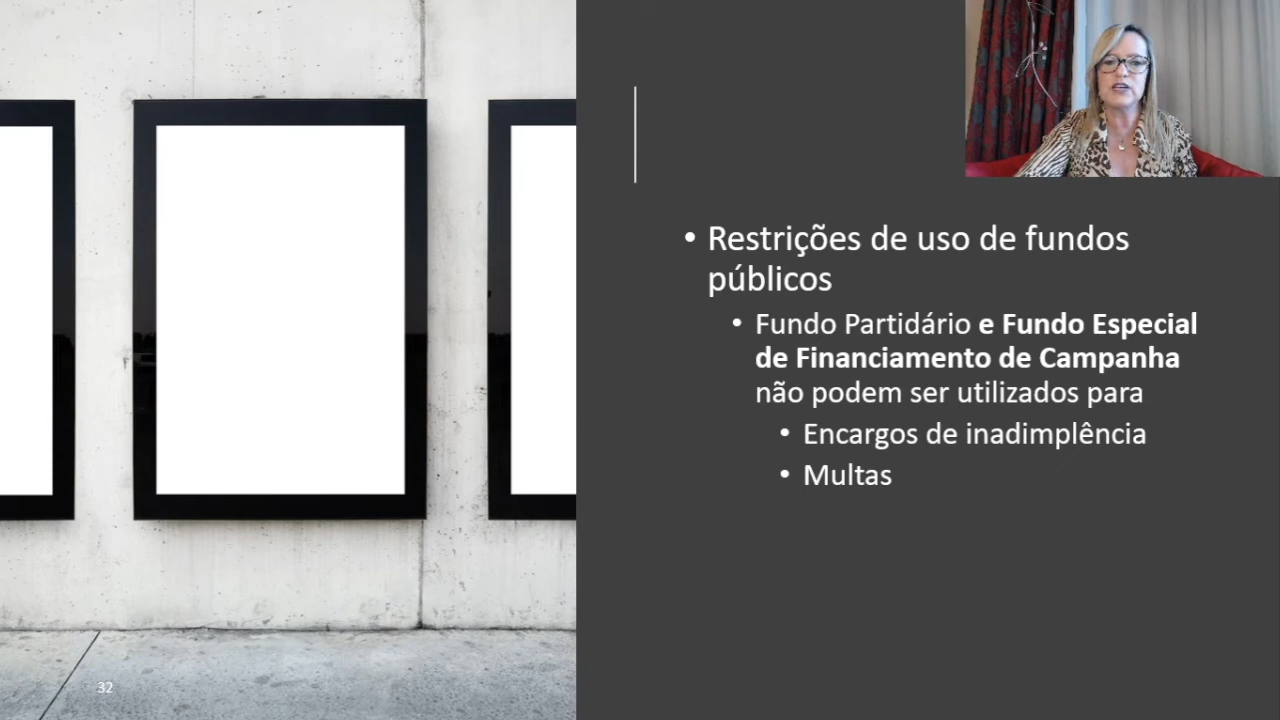 • Restrições de uso de fundos
públicos
• Fundo Partidário e Fundo Especial
de Financiamento de Campanha
não podem ser utilizados para
• Encargos de inadimplência
• Multas
32